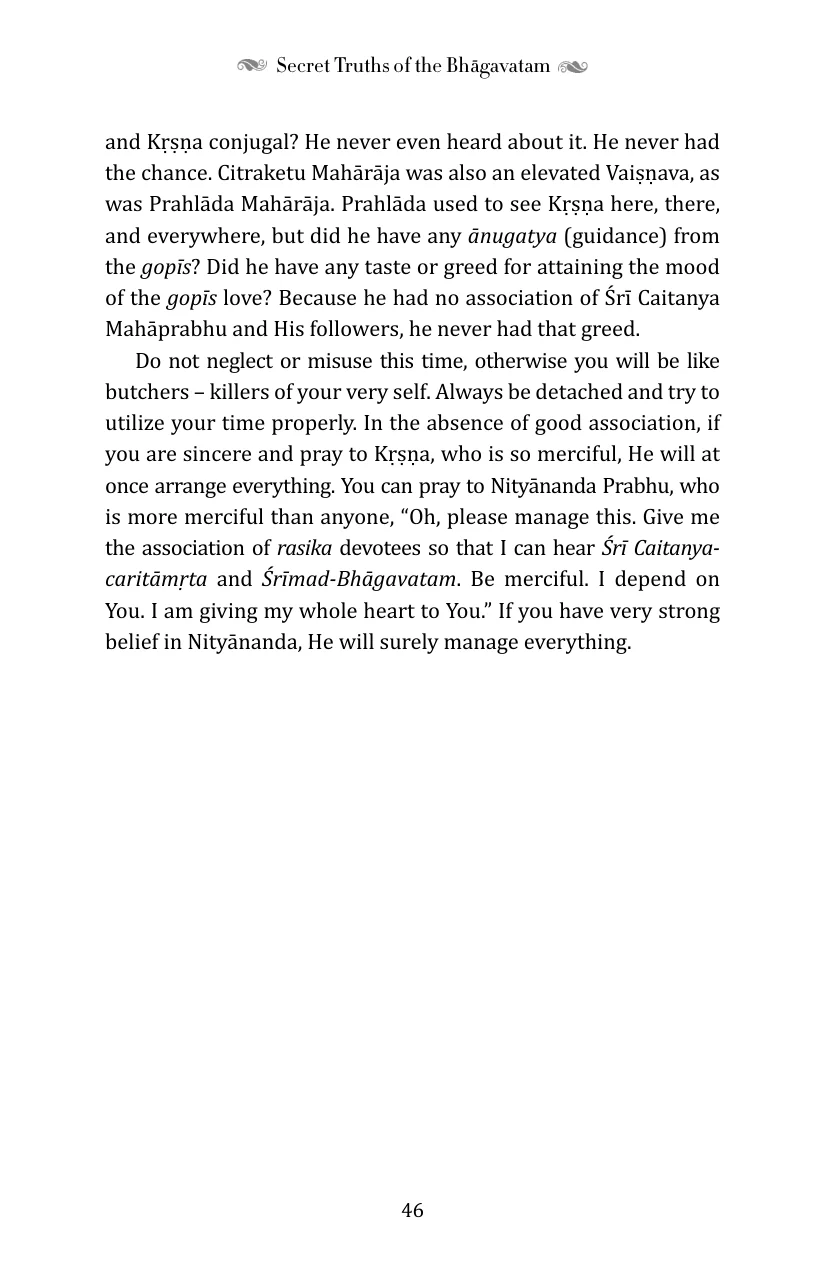 Secret Truths of the Bhāgavatam
and Kṛṣṇa conjugal? He never even heard about it. He never had
the chance. Citraketu Mahārāja was also an elevated Vaiṣṇava, as
was Prahlāda Mahārāja. Prahlāda used to see Kṛṣṇa here, there,
and everywhere, but did he have any ānugatya (guidance) from
the gopīs? Did he have any taste or greed for attaining the mood
of the gopīs love? Because he had no association of Śrī Caitanya
Mahāprabhu and His followers, he never had that greed.
Do not neglect or misuse this time, otherwise you will be like
butchers – killers of your very self. Always be detached and try to
utilize your time properly. In the absence of good association, if
you are sincere and pray to Kṛṣṇa, who is so merciful, He will at
once arrange everything. You can pray to Nityānanda Prabhu, who
is more merciful than anyone, “Oh, please manage this. Give me
the association of rasika devotees so that I can hear Śrī Caitanya-
caritāmṛta and Śrīmad-Bhāgavatam. Be merciful. I depend on
You. I am giving my whole heart to You.” If you have very strong
belief in Nityānanda, He will surely manage everything.
46